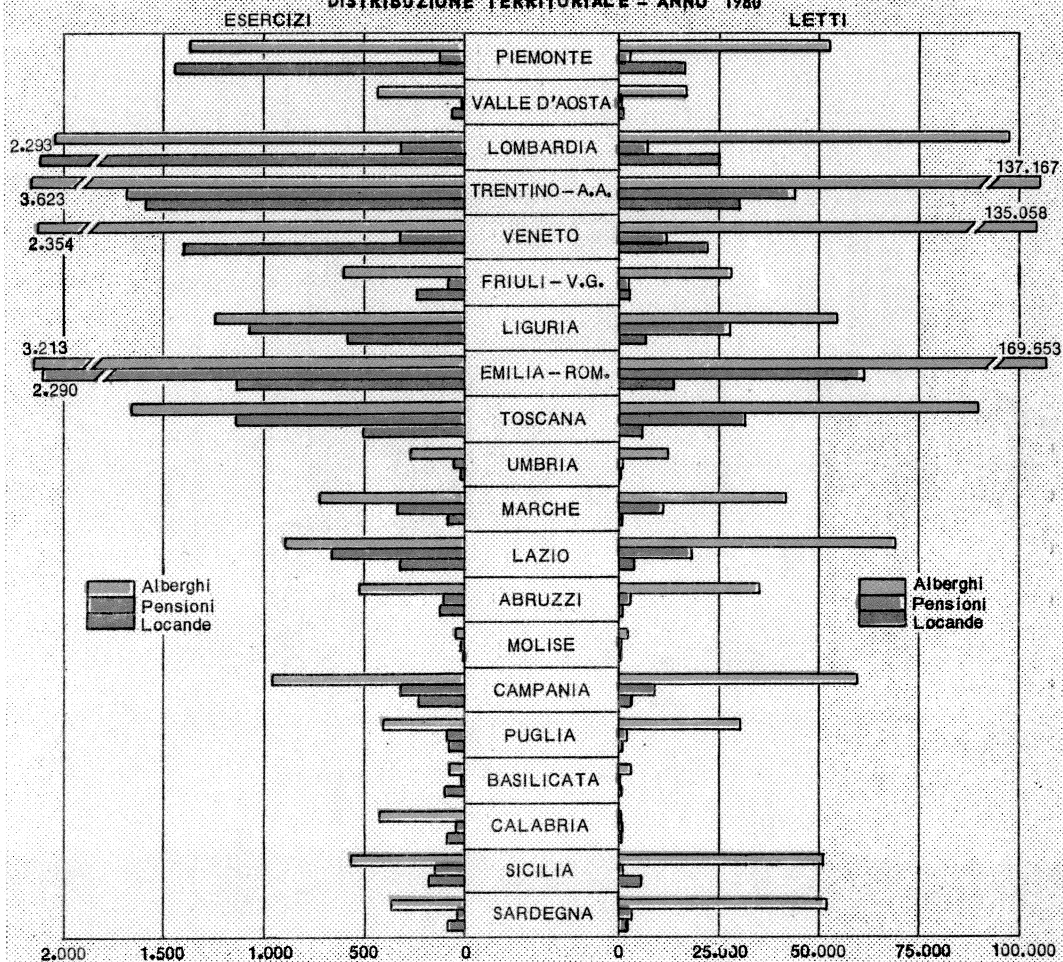 DISTRIBUZIONE TERRITORIALE – ANNO 1980
ESERCIZI
LETTI
PIEMONTE
VALLE D'AOSTA
2.293
LOMBARDIA
137.167
TRENTINO – A.A.
3.623
135.058
VENETO
2.354
FRIULI – V.G.
LIGURIA
3.213
169.653
EMILIA – ROM.
2.290
TOSCANA
UMBRIA
MARCHE
LAZIO
Alberghi
Pensioni
Locande
ABRUZZI
Alberghi
Pensioni
Locande
MOLISE
CAMPANIA
PUGLIA
BASILICATA
CALABRIA
SICILIA
SARDEGNA
2.000 1.500 1.000 500 0 0 25.000 50.000 75.000 100.000